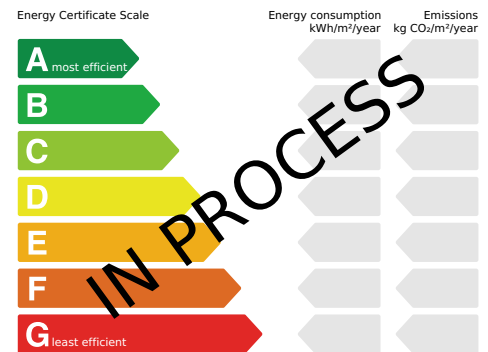 Energy Certificate Scale
Energy consumption
kWh/m²/year
Emissions
kg CO₂/m²/year
A most efficient
B
C
D
E
F
G least efficient
IN PROCESS